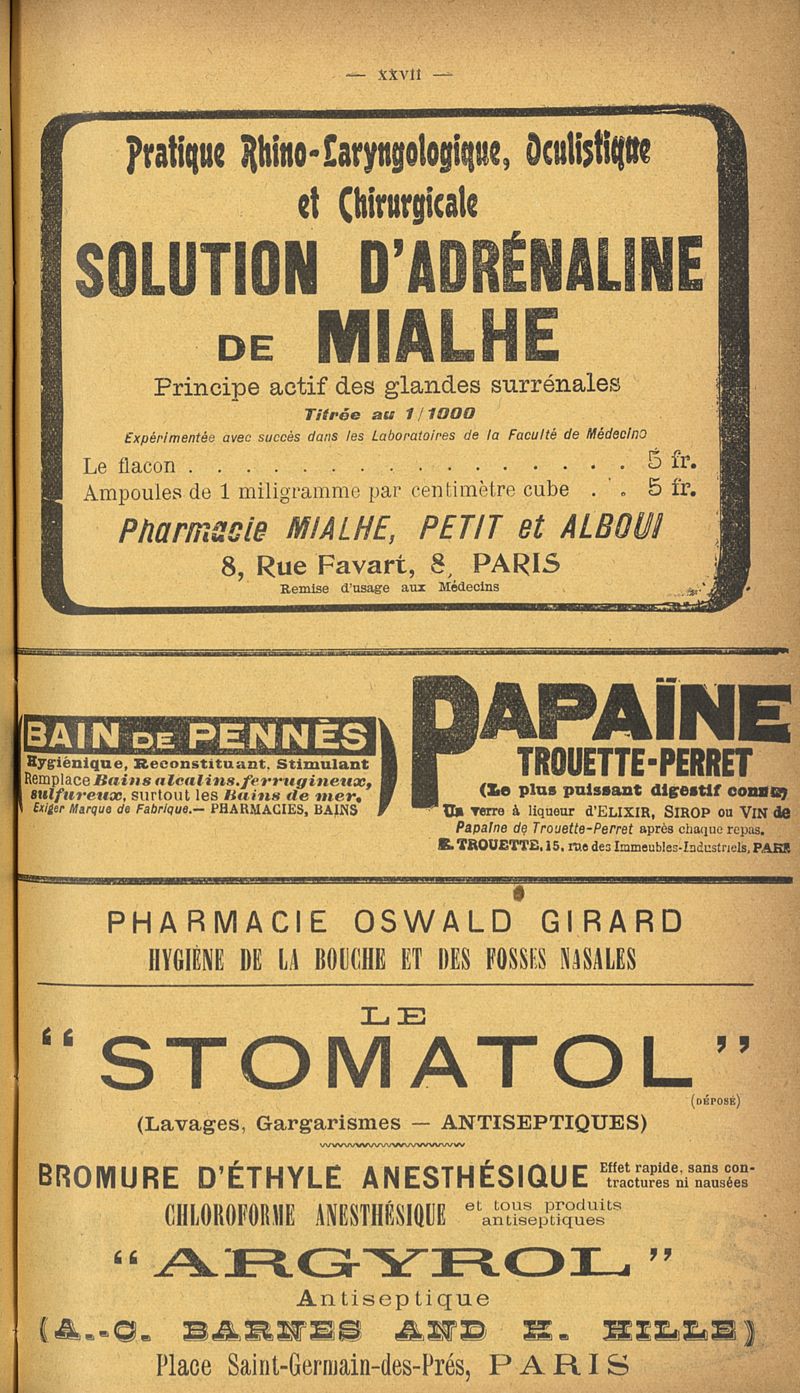 — XXVII —
Pratique Rhino-Laryngologique, Oculistique
et Chirurgicale
SOLUTION D'ADRÉNALINE
DE MIALHE
Principe actif des glandes surrénales
Titrée au 1/1000
Expérimentée avec succès dans les Laboratoires de la Faculté de Médecine
Le flacon . . . . . . . . . . . . . . . . 5 fr.
Ampoules de 1 miligramme par centimètre cube . . 5 fr.
Pharmacie MIALHE, PETIT et ALBOUI
8, Rue Favart, 8, PARIS
Remise d'usage aux Médecins
BAIN DE PENNÈS
Hygiénique, Reconstituant, Stimulant
Remplace Bains alcalins, ferrugineux,
sulfureux, surtout les Bains de mer.
Exiger Marque de Fabrique.— PHARMACIES, BAINS
PAPAÏNE
TROUETTE-PERRET
(Le plus puissant digestif connu)
Un verre à liqueur d'ELIXIR, SIROP ou VIN de
Papaïne de Trouette-Perret après chaque repas.
E. TROUETTE, 15, rue des Immeubles-Industriels, PARIS
PHARMACIE OSWALD GIRARD
HYGIÈNE DE LA BOUCHE ET DES FOSSES NASALES
LE
“STOMATOL”
(DÉPOSÉ)
(Lavages, Gargarismes — ANTISEPTIQUES)
BROMURE D'ÉTHYLE ANESTHÉSIQUE Effet rapide, sans con-
tractures ni nausées
CHLOROFORME ANESTHÉSIQUE et tous produits
antiseptiques
“ARGYROL”
Antiseptique
(A.-C. BARNES AND H. HILLE)
Place Saint-Germain-des-Prés, PARIS